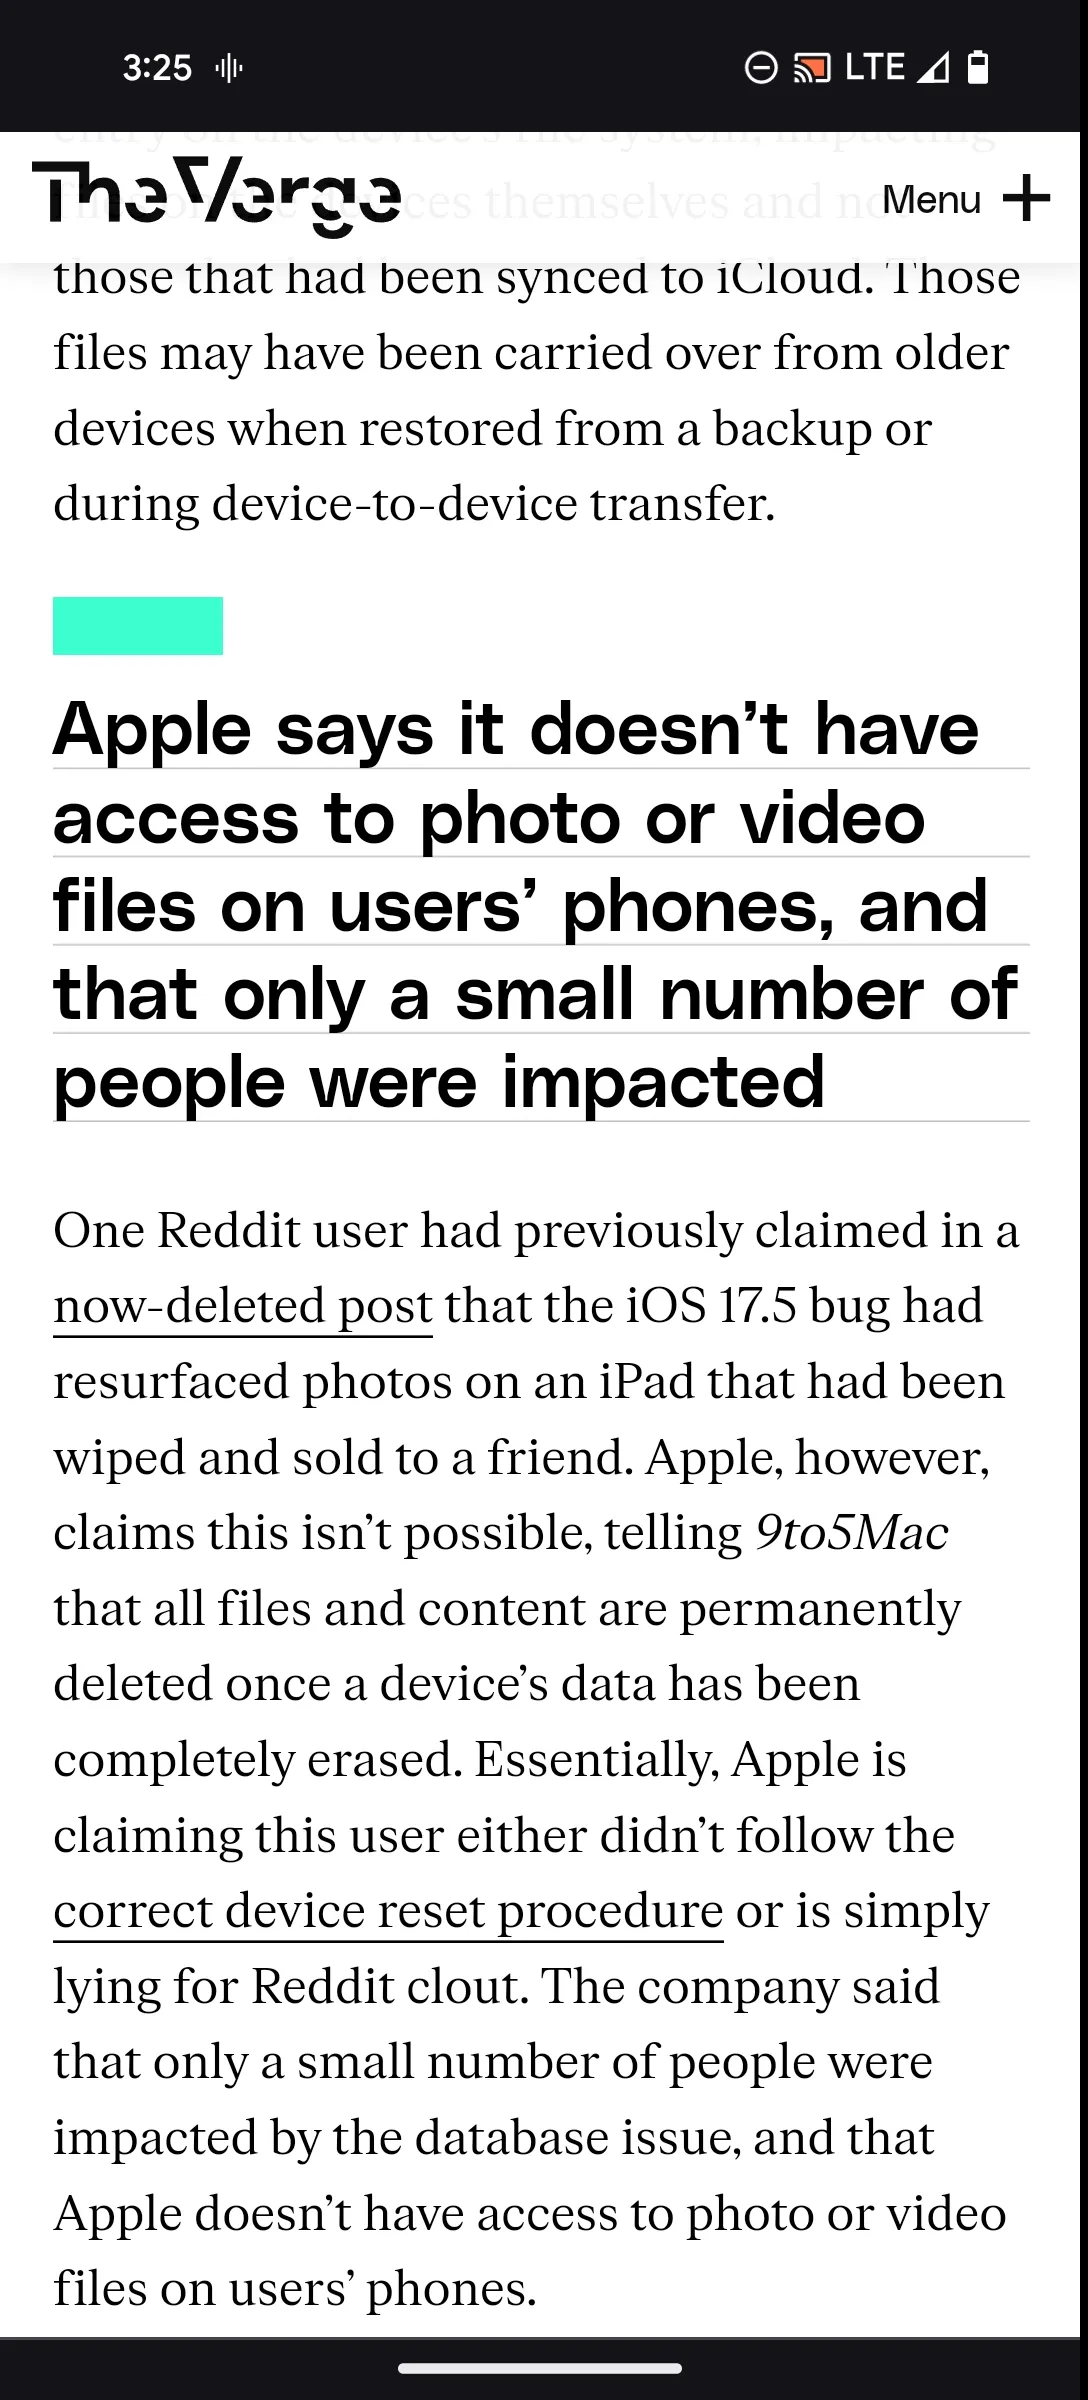 3:25
LTE
entry on the device's file system, impacting
The Verge
Menu
those that had been synced to iCloud. Those
files may have been carried over from older
devices when restored from a backup or
during device-to-device transfer.
Apple says it doesn’t have
access to photo or video
files on users’ phones, and
that only a small number of
people were impacted
One Reddit user had previously claimed in a
now-deleted post that the iOS 17.5 bug had
resurfaced photos on an iPad that had been
wiped and sold to a friend. Apple, however,
claims this isn’t possible, telling 9to5Mac
that all files and content are permanently
deleted once a device’s data has been
completely erased. Essentially, Apple is
claiming this user either didn’t follow the
correct device reset procedure or is simply
lying for Reddit clout. The company said
that only a small number of people were
impacted by the database issue, and that
Apple doesn’t have access to photo or video
files on users’ phones.